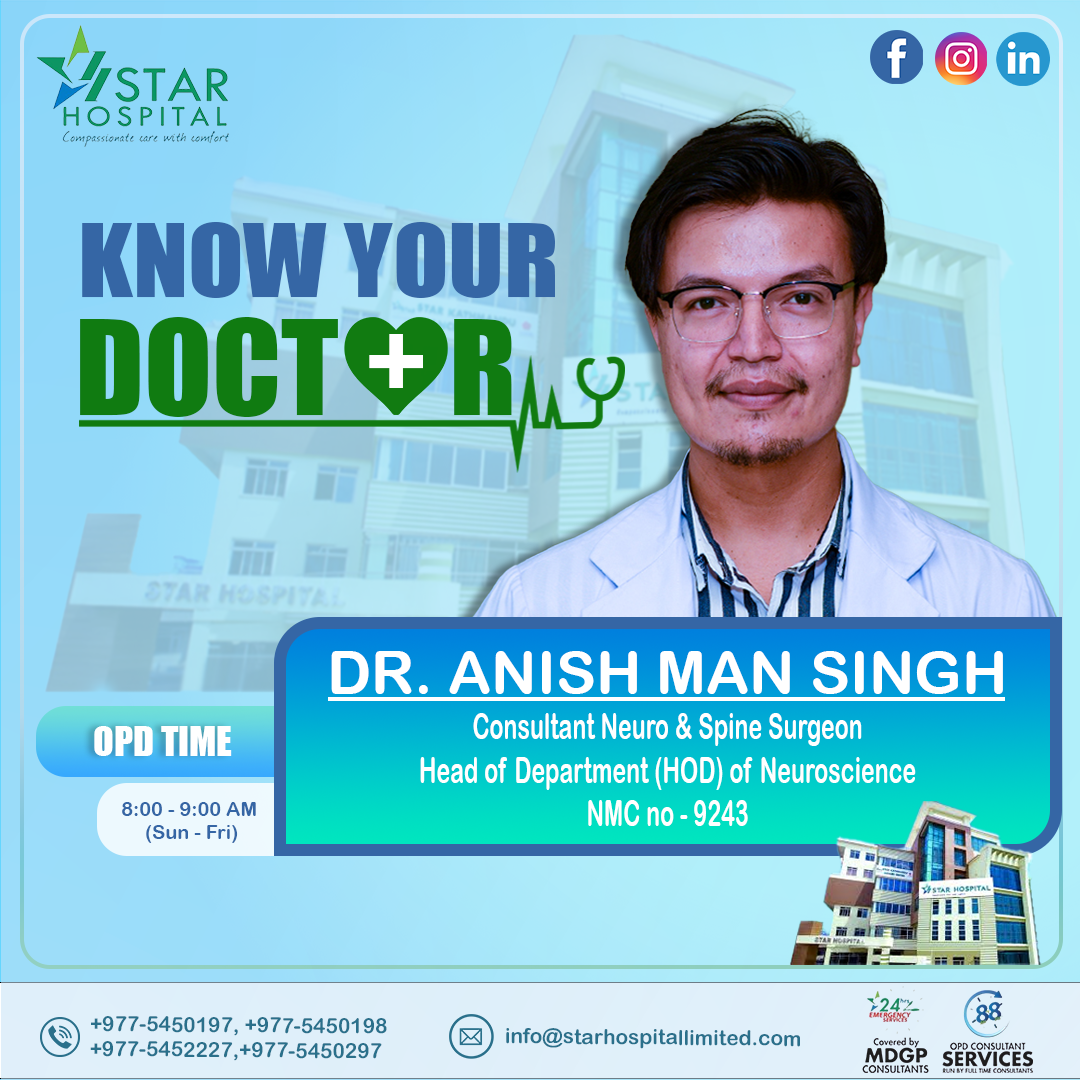 STAR
HOSPITAL
Compassionate care with comfort
KNOW YOUR
DOCTOR
STAR HOSPITAL
DR. ANISH MAN SINGH
Consultant Neuro & Spine Surgeon
Head of Department (HOD) of Neuroscience
NMC no - 9243
OPD TIME
8:00 - 9:00 AM
(Sun - Fri)
STAR HOSPITAL
STAR HOSPITAL
+977-5450197, +977-5450198
+977-5452227,+977-5450297
info@starhospitallimited.com
24 hrs
EMERGENCY
SERVICES
Covered by
MDGP
CONSULTANTS
88
OPD CONSULTANT
SERVICES
RUN BY FULL TIME CONSULTANTS